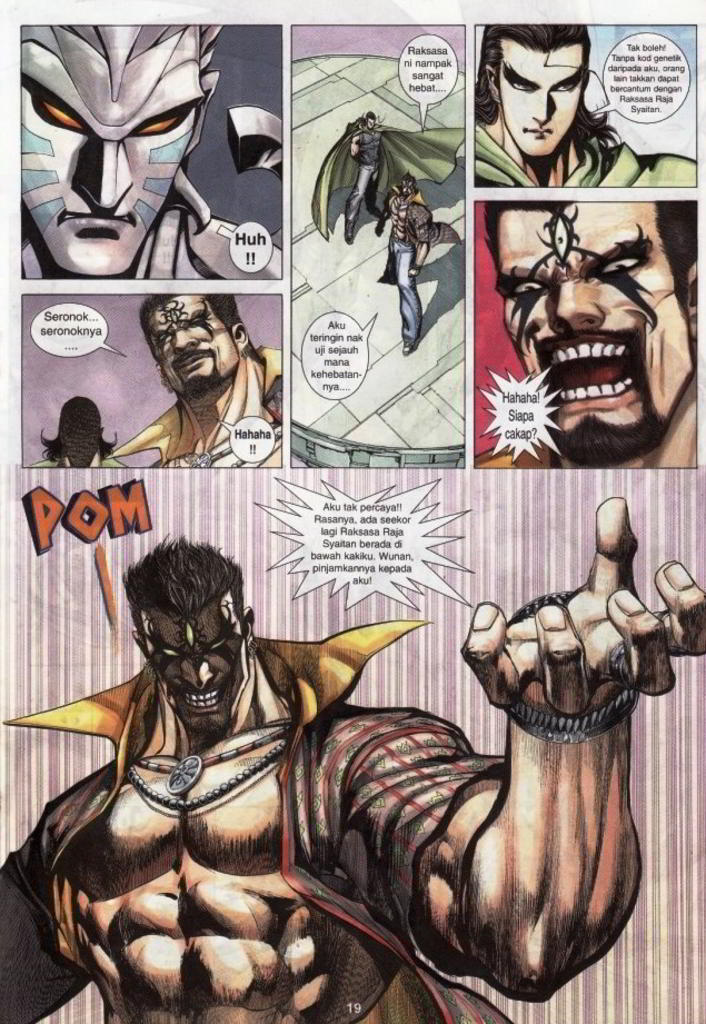 Huh
!!
Raksasa
ni nampak
sangat
hebat....
Tak boleh!
Tanpa kod genetik
daripada aku, orang
lain takkan dapat
bercantum dengan
Raksasa Raja
Syaitan.
Seronok...
seronoknya
....
Hahaha
!!
Aku
teringin nak
uji sejauh
mana
kehebatan-
nya....
Hahaha!
Siapa
cakap?
POM
Aku tak percaya!!
Rasanya, ada seekor
lagi Raksasa Raja
Syaitan berada di
bawah kakiku. Wunan,
pinjamkannya kepada
aku!
19